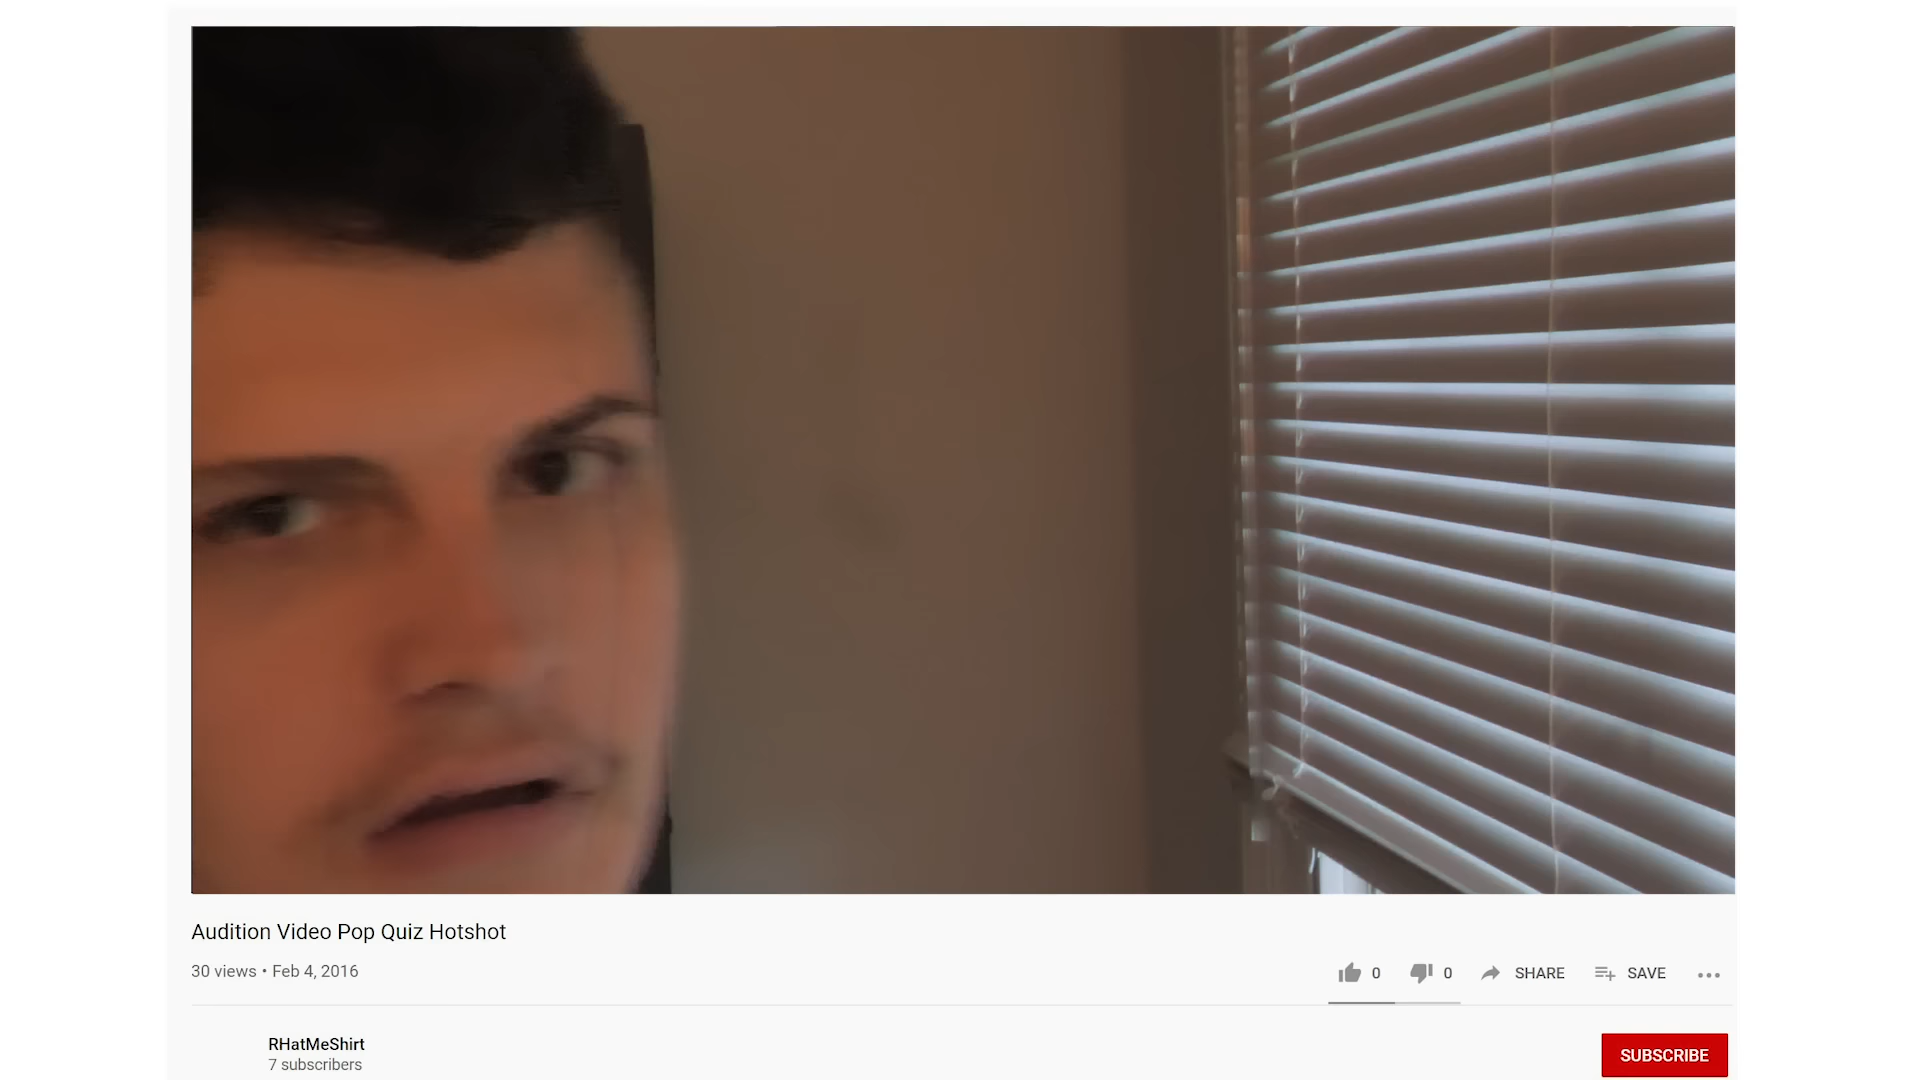 Audition Video Pop Quiz Hotshot
30 views • Feb 4, 2016
0 0 SHARE SAVE
RHatMeShirt
7 subscribers
SUBSCRIBE